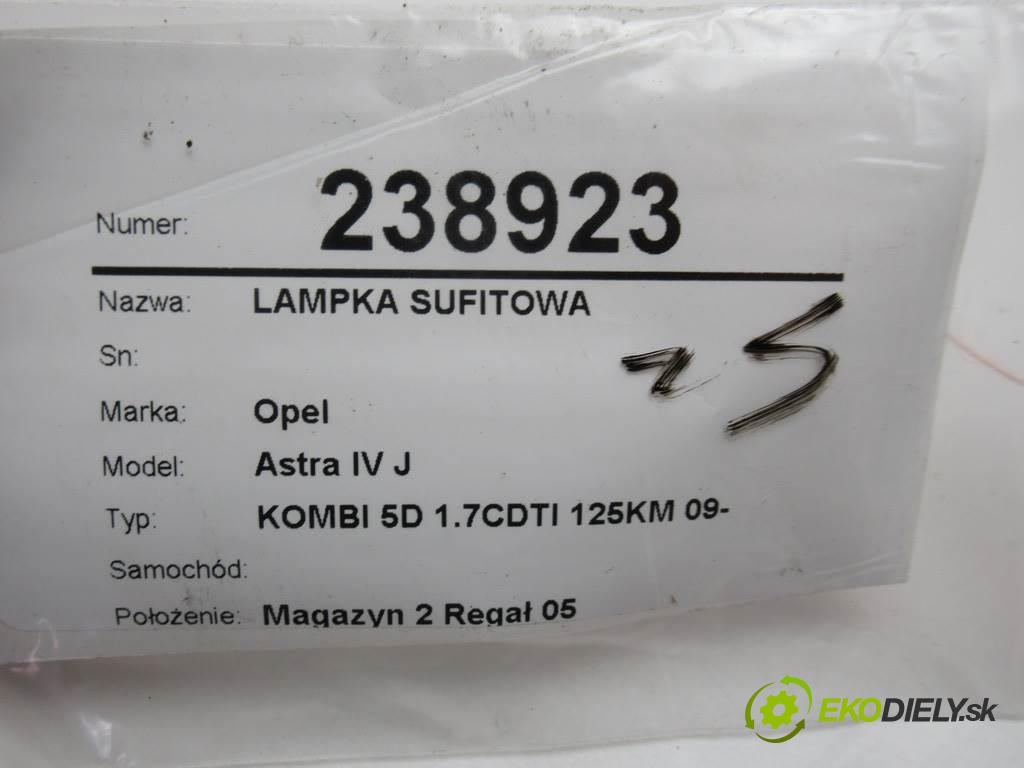 Numer: 238923
Nazwa: LAMPKA SUFITOWA
Sn:
Marka: Opel
Model: Astra IV J
Typ: KOMBI 5D 1.7CDTI 125KM 09-
Samochód:
Położenie: Magazyn 2 Regał 05
EKODIELY.sk